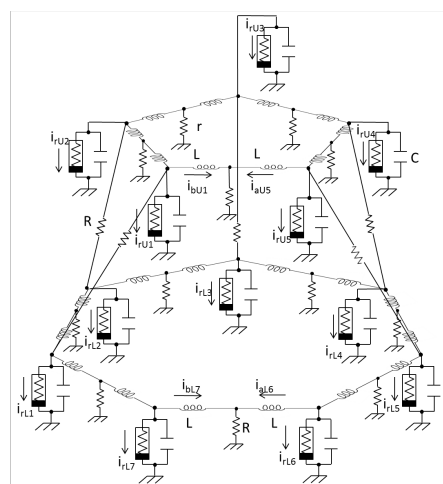 i_rU3
i_rU2
r
i_rU4
L
L
C
i_bU1
i_aU5
R
i_rU1
i_rU5
i_rL3
i_rL2
i_rL4
i_rL1
i_bL7
i_aL6
i_rL5
L
R
L
i_rL7
i_rL6